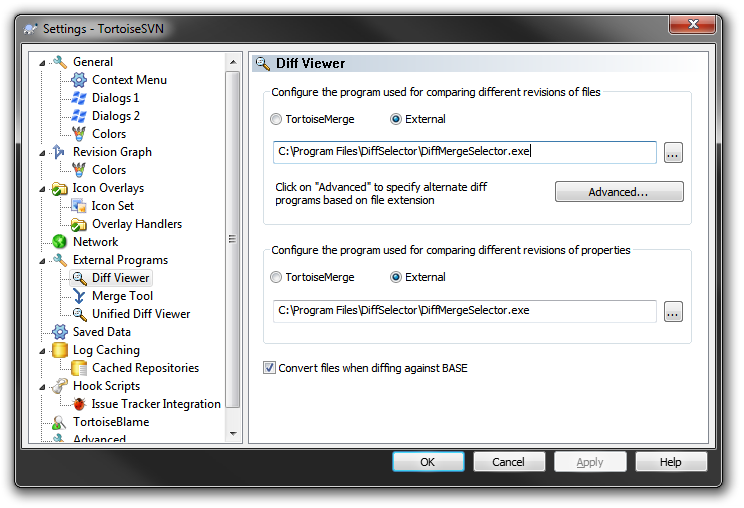 Settings - TortoiseSVN
General
Context Menu
Dialogs 1
Dialogs 2
Colors
Revision Graph
Colors
Icon Overlays
Icon Set
Overlay Handlers
Network
External Programs
Diff Viewer
Merge Tool
Unified Diff Viewer
Saved Data
Log Caching
Cached Repositories
Hook Scripts
Issue Tracker Integration
TortoiseBlame
Advanced
Diff Viewer
Configure the program used for comparing different revisions of files
TortoiseMerge External
C:\Program Files\DiffSelector\DiffMergeSelector.exe ...
Click on "Advanced" to specify alternate diff
programs based on file extension
Advanced...
Configure the program used for comparing different revisions of properties
TortoiseMerge External
C:\Program Files\DiffSelector\DiffMergeSelector.exe ...
Convert files when diffing against BASE
OK Cancel Apply Help